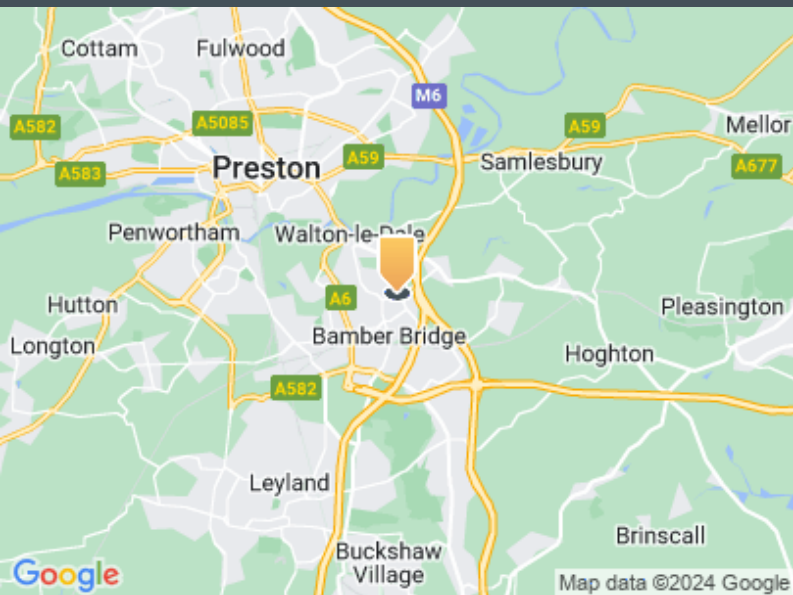 Cottam
Fulwood
M6
A582
A5085
A59
Mellor
A583
Preston
A59
Samlesbury
A677
Penwortham
Walton-le-Dale
Hutton
A6
Pleasington
Longton
Bamber Bridge
Hoghton
A582
Leyland
Brinscall
Buckshaw
Village
Google
Map data ©2024 Google